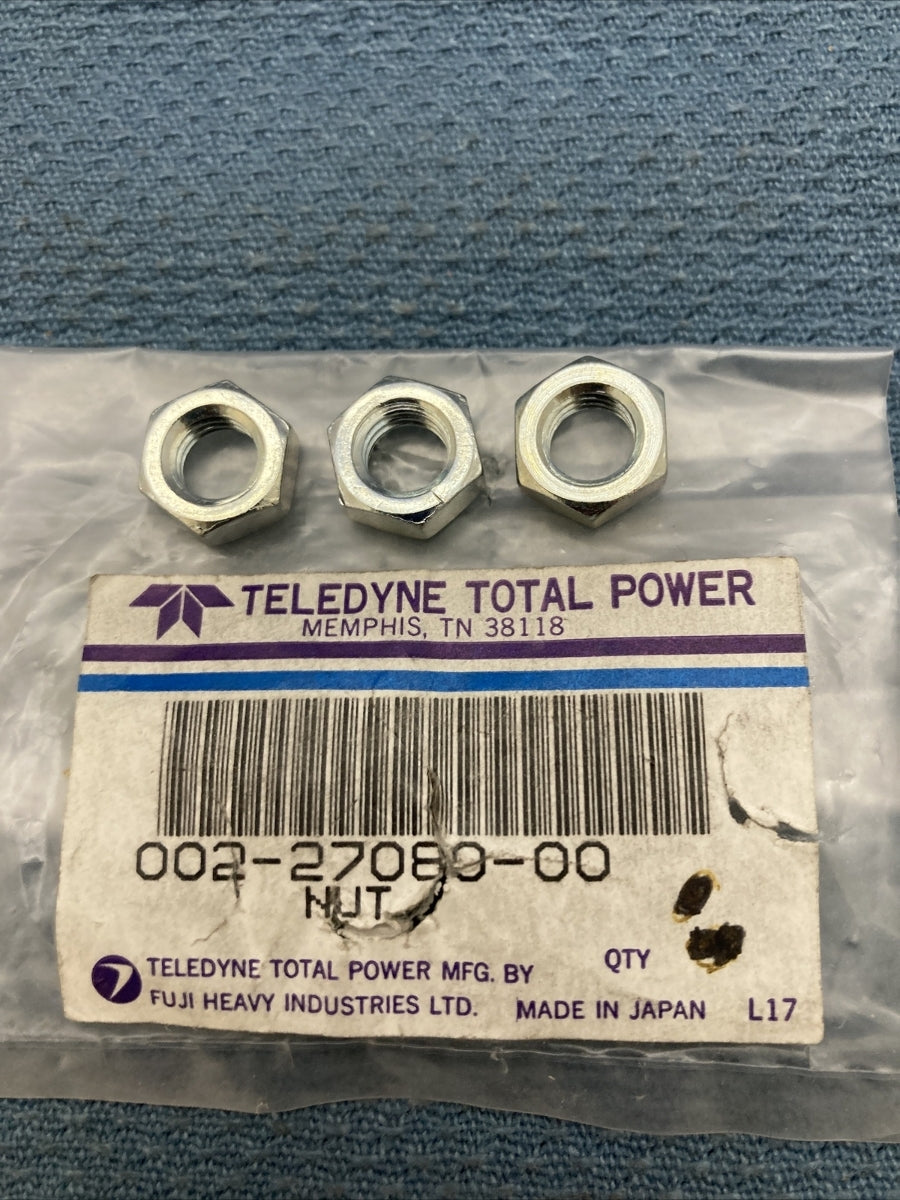 TELEDYNE TOTAL POWER
MEMPHIS, TN 38118
002-27080-00
NUT
QTY
TELEDYNE TOTAL POWER MFG. BY
FUJI HEAVY INDUSTRIES LTD. MADE IN JAPAN L17